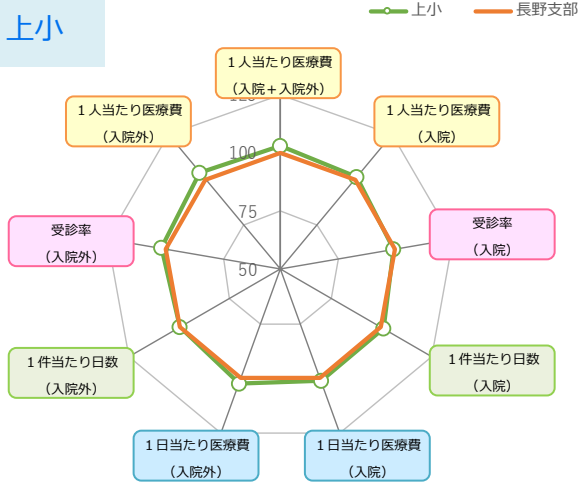 上小
上小
長野支部
１人当たり医療費
（入院＋入院外）
１人当たり医療費
（入院外）
１人当たり医療費
（入院）
125
100
75
50
受診率
（入院外）
受診率
（入院）
１件当たり日数
（入院外）
１件当たり日数
（入院）
１日当たり医療費
（入院外）
１日当たり医療費
（入院）